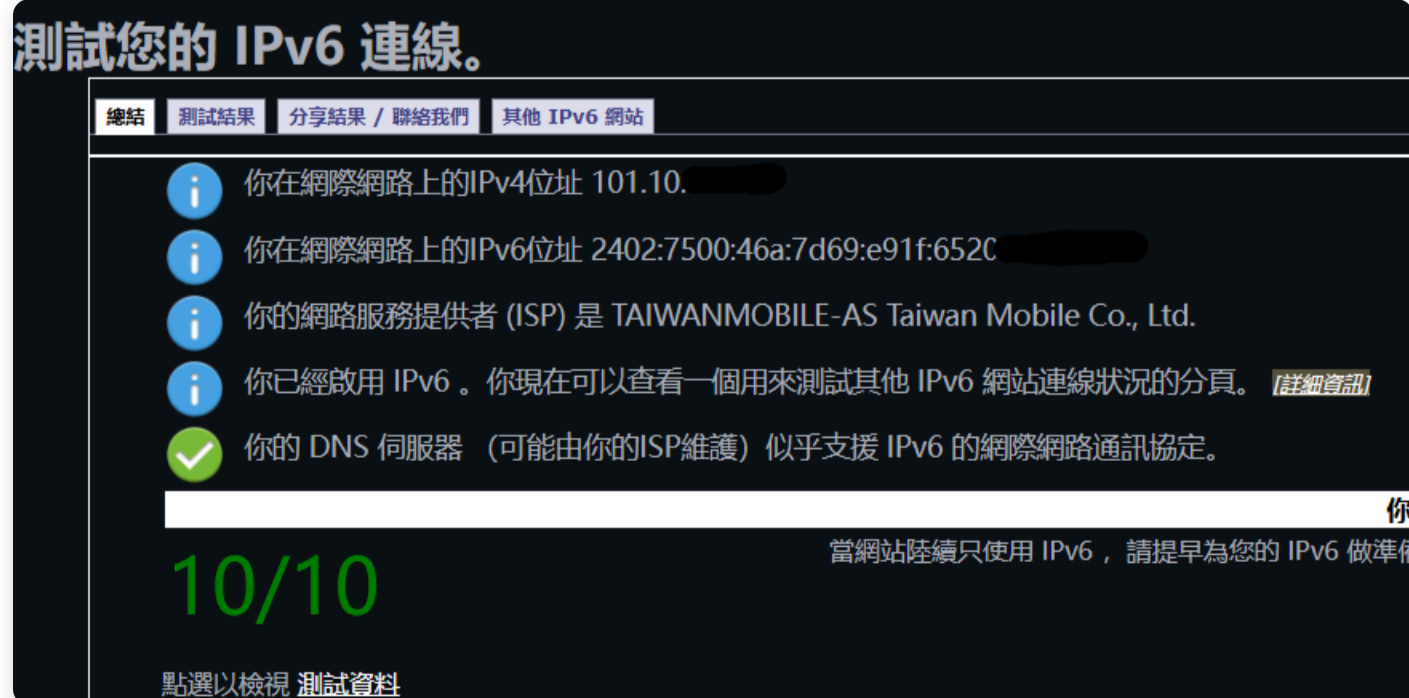 測試您的 IPv6 連線。
總結 測試結果 分享結果 / 聯絡我們 其他 IPv6 網站
你在網際網路上的IPv4位址 101.10.
你在網際網路上的IPv6位址 2402:7500:46a:7d69:e91f:6520
你的網路服務提供者 (ISP) 是 TAIWANMOBILE-AS Taiwan Mobile Co., Ltd.
你已經啟用 IPv6 。你現在可以查看一個用來測試其他 IPv6 網站連線狀況的分頁。 [詳細資訊]
你的 DNS 伺服器 （可能由你的ISP維護）似乎支援 IPv6 的網際網路通訊協定。
你
當網站陸續只使用 IPv6 ，請提早為您的 IPv6 做準
10/10
點選以檢視 測試資料